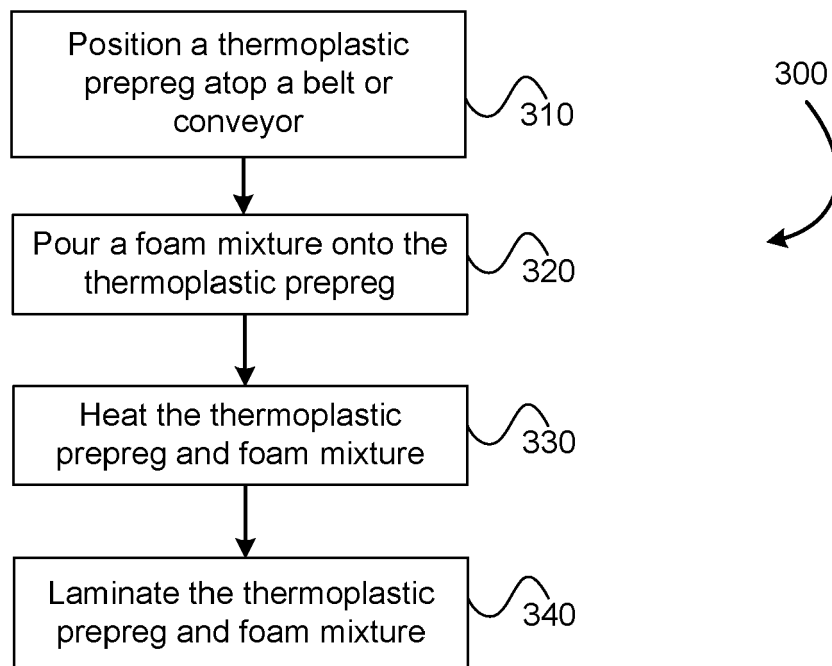 Position a thermoplastic
prepreg atop a belt or
conveyor
310
300
Pour a foam mixture onto the
thermoplastic prepreg
320
Heat the thermoplastic
prepreg and foam mixture
330
Laminate the thermoplastic
prepreg and foam mixture
340